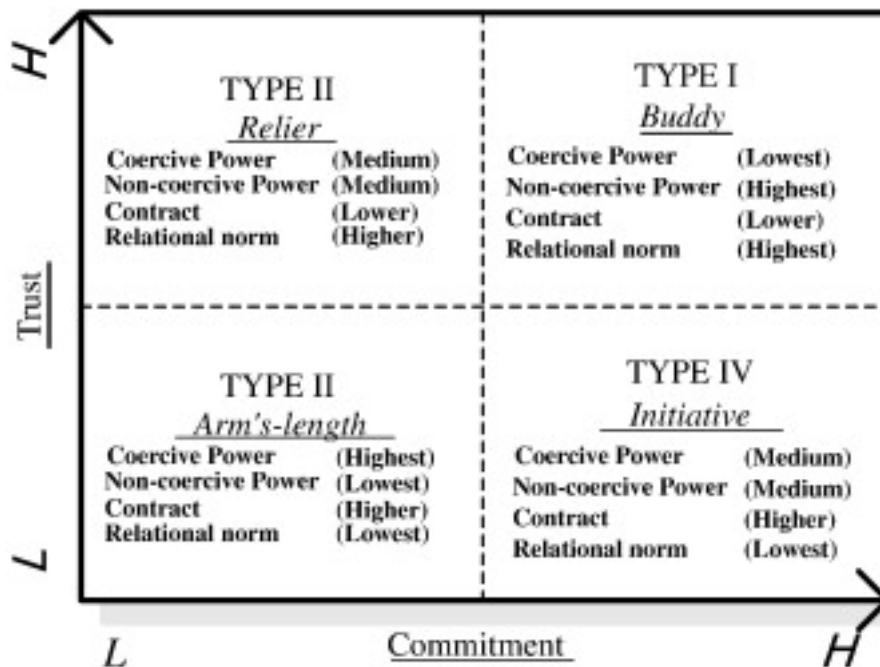 H
TYPE II
Relier
Coercive Power (Medium)
Non-coercive Power (Medium)
Contract (Lower)
Relational norm (Higher)
TYPE I
Buddy
Coercive Power (Lowest)
Non-coercive Power (Highest)
Contract (Lower)
Relational norm (Highest)
Trust
TYPE II
Arm's-length
Coercive Power (Highest)
Non-coercive Power (Lowest)
Contract (Higher)
Relational norm (Lowest)
TYPE IV
Initiative
Coercive Power (Medium)
Non-coercive Power (Medium)
Contract (Higher)
Relational norm (Lowest)
L
L
Commitment
H